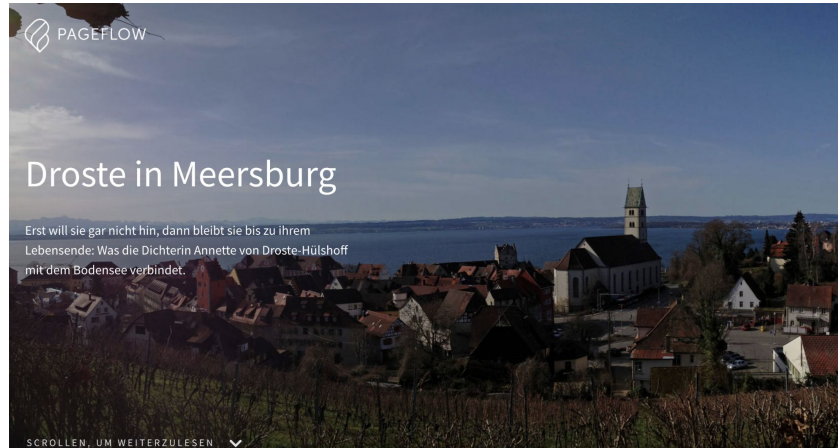 PAGEFLOW
Droste in Meersburg
Erst will sie gar nicht hin, dann bleibt sie bis zu ihrem
Lebensende: Was die Dichterin Annette von Droste-Hülshoff
mit dem Bodensee verbindet.
SCROLLEN, UM WEITERZULESEN